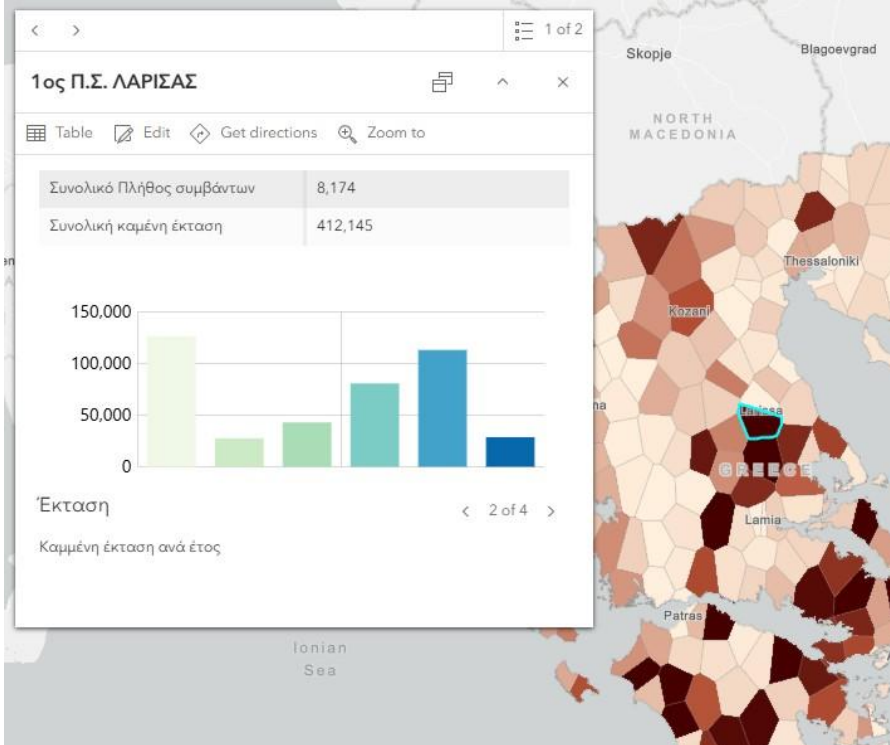 1 of 2
1ος Π.Σ. ΛΑΡΙΣΑΣ
Table Edit Get directions Zoom to
Συνολικό Πλήθος συμβάντων 8,174
Συνολική καμένη έκταση 412,145
150,000
100,000
50,000
0
Έκταση
2 of 4
Καμμένη έκταση ανά έτος
Skopje
Blagoevgrad
NORTH
MACEDONIA
Thessaloniki
Kozani
Larissa
GREECE
Lamia
Patras
Ionian
Sea